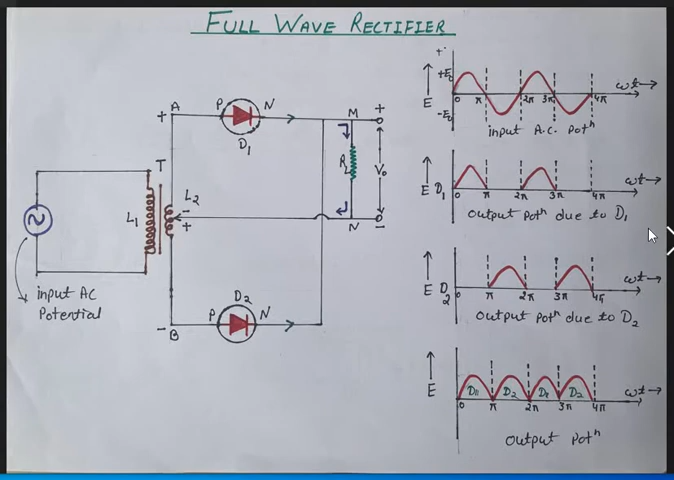 FULL WAVE RECTIFIER
+ A
P N
D1
M +
RL
V0
N -
T
L1
L2
-
+
D2
P N
- B
input AC
Potential
+
+E0
E
-E0
0 π 2π 3π 4π
ωt
input A.C. Potn
E D1
0 π 2π 3π 4π
ωt
output potn due to D1
E D2
0 π 2π 3π 4π
ωt
output potn due to D2
E
D1 D2 D1 D2
0 π 2π 3π 4π
ωt
output potn